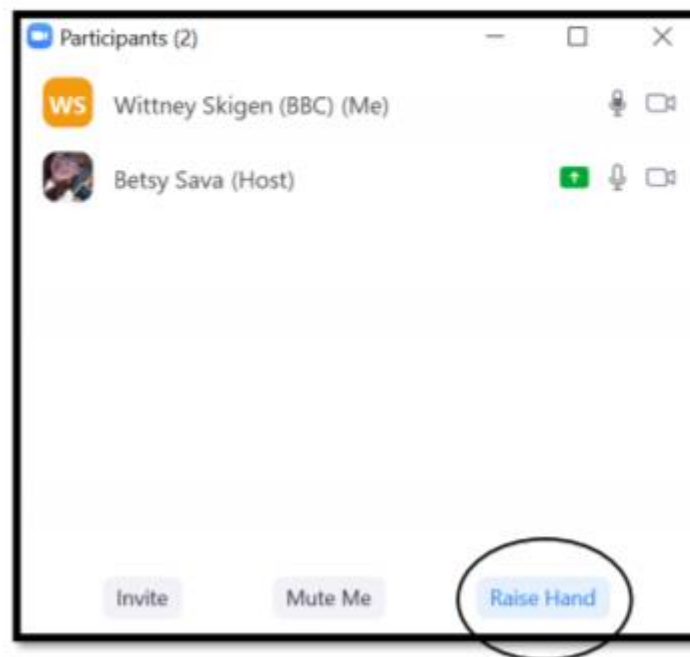 Participants (2)
WS Wittney Skigen (BBC) (Me)
Betsy Sava (Host)
Invite Mute Me Raise Hand